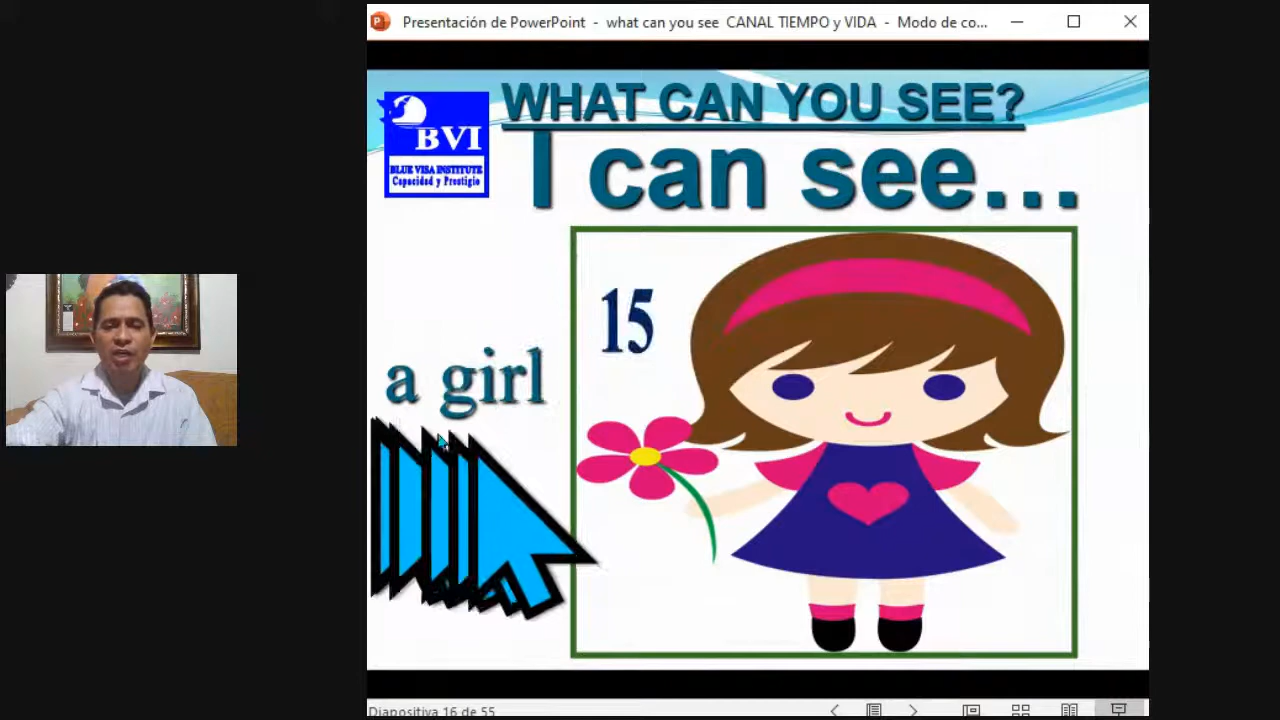 Presentación de PowerPoint - what can you see CANAL TIEMPO y VIDA - Modo de co...
WHAT CAN YOU SEE?
I can see...
BVI
BLUE VISA INSTITUTE
Capacidad y Prestigio
15
a girl
Diapositiva 16 de 55